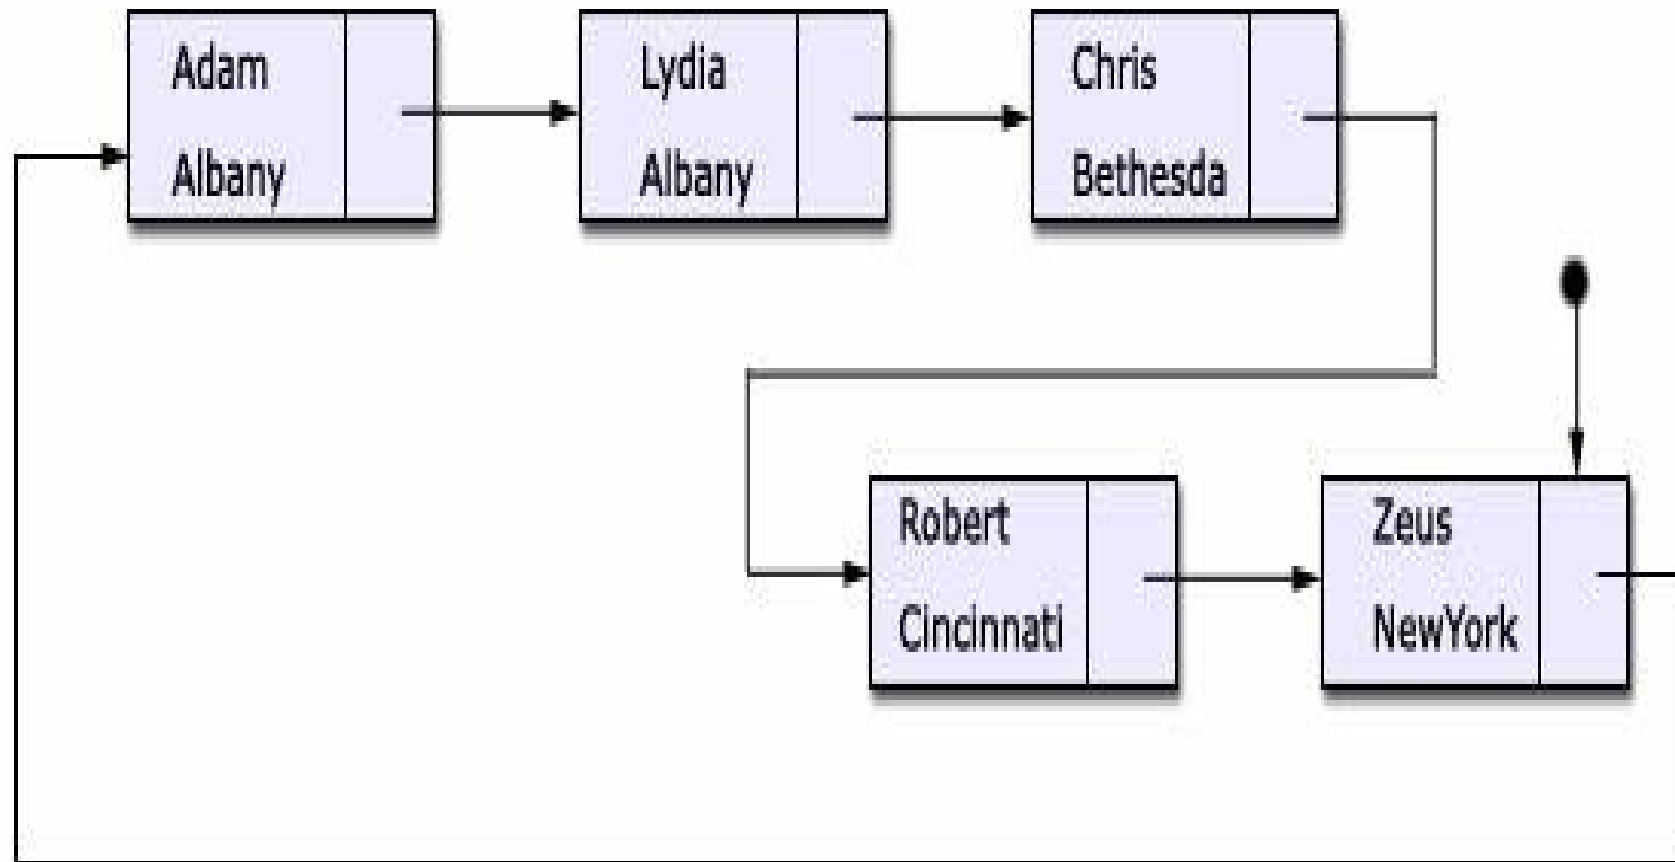 Adam
Albany
Lydia
Albany
Chris
Bethesda
Robert
Cincinnati
Zeus
NewYork